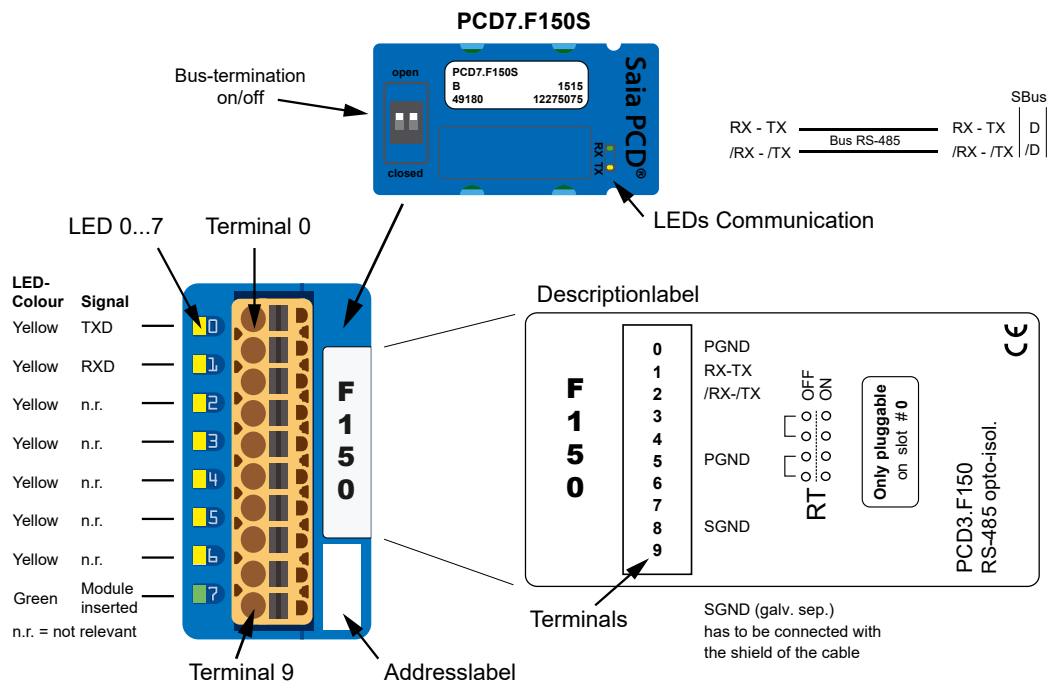 PCD7.F150S
Bus-termination
on/off
open
closed
PCD7.F150S
B 1515
49180 12275075
Saia PCD®
RX TX
LEDs Communication
SBus
RX - TX Bus RS-485 RX - TX D
/RX - /TX /RX - /TX /D
LED 0...7 Terminal 0
LED-
Colour Signal
Yellow TXD 0
Yellow RXD 1
Yellow n.r. 2
Yellow n.r. 3
Yellow n.r. 4
Yellow n.r. 5
Yellow n.r. 6
Green Module
inserted 7
n.r. = not relevant
F
1
5
0
Terminal 9
Addresslabel
Descriptionlabel
F
1
5
0
0 PGND
1 RX-TX
2 /RX-/TX
3
4
5 PGND
6
7
8 SGND
9
OFF
ON
RT
Only pluggable
on slot # 0
PCD3.F150
RS-485 opto-isol.
CE
Terminals
SGND (galv. sep.)
has to be connected with
the shield of the cable